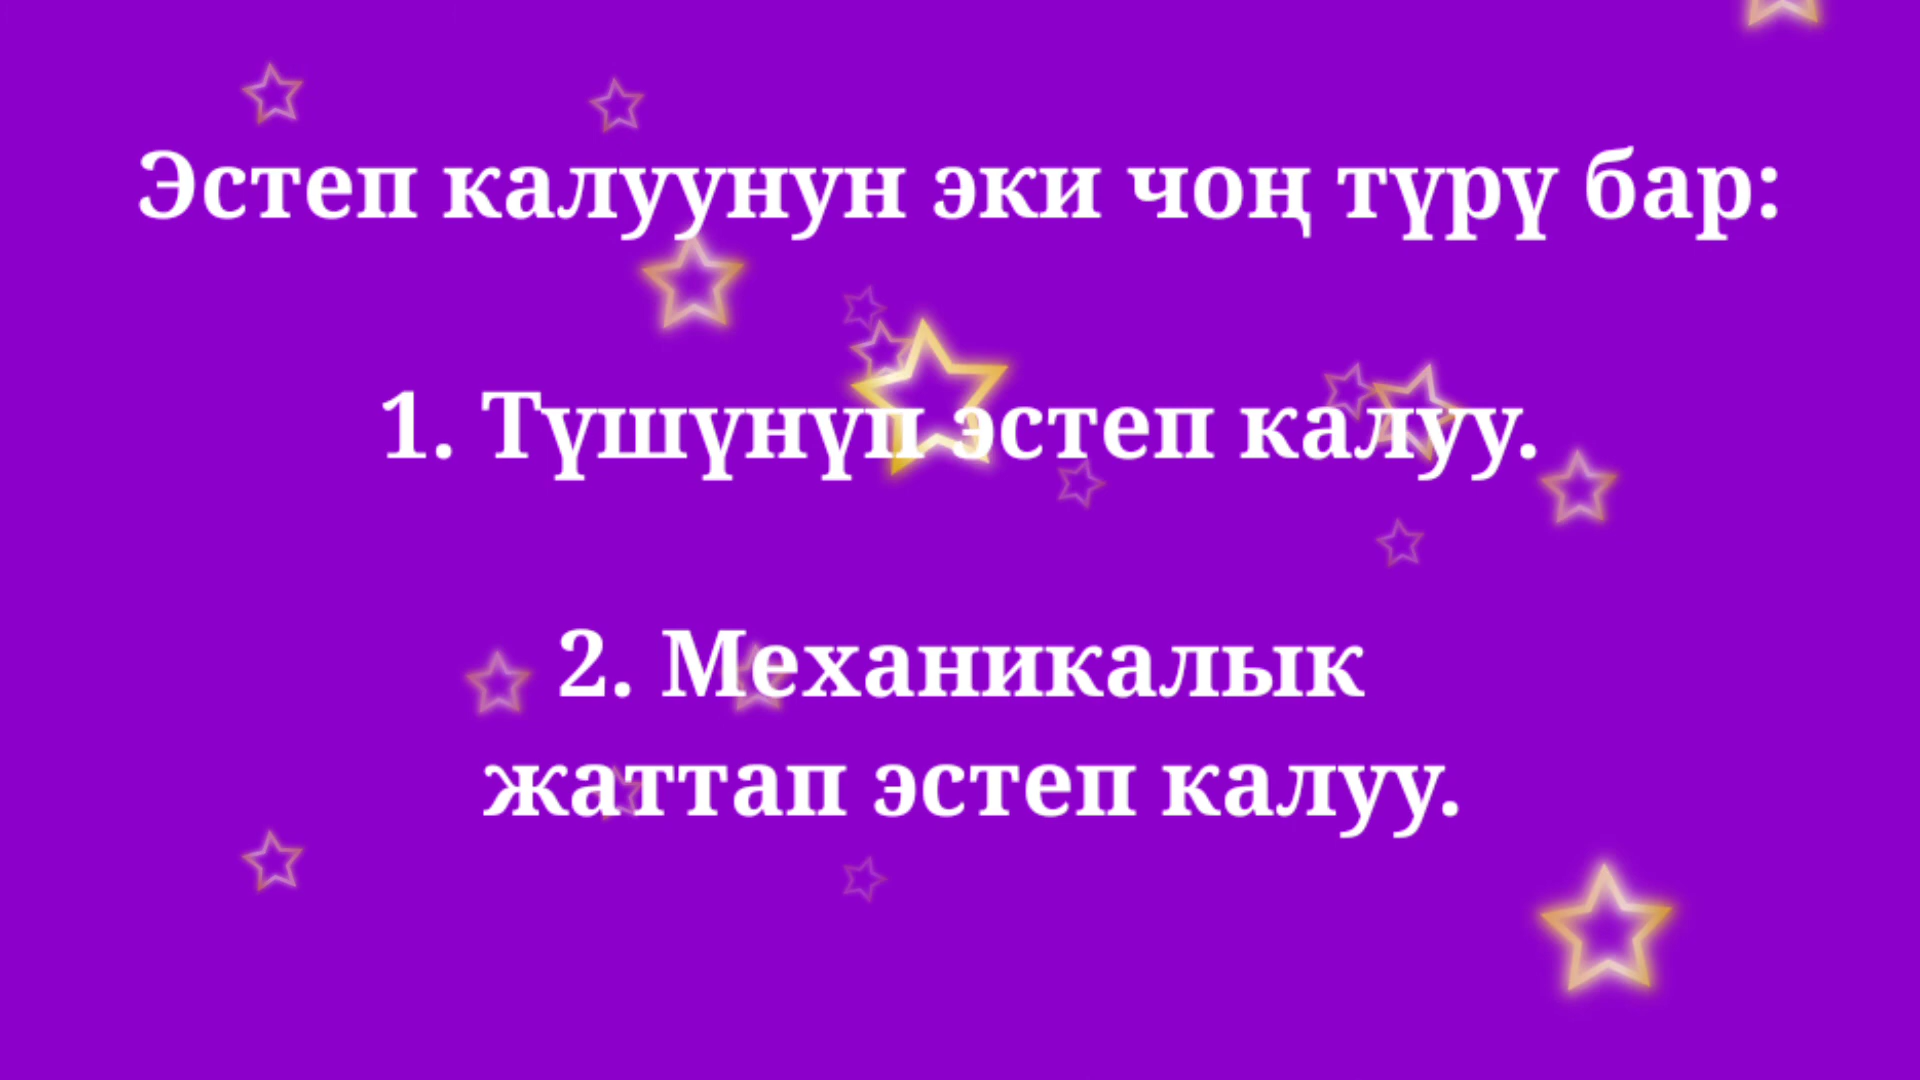 Эстеп калуунун эки чоң түрү бар:
1. Түшүнүп эстеп калуу.
2. Механикалык
жаттап эстеп калуу.